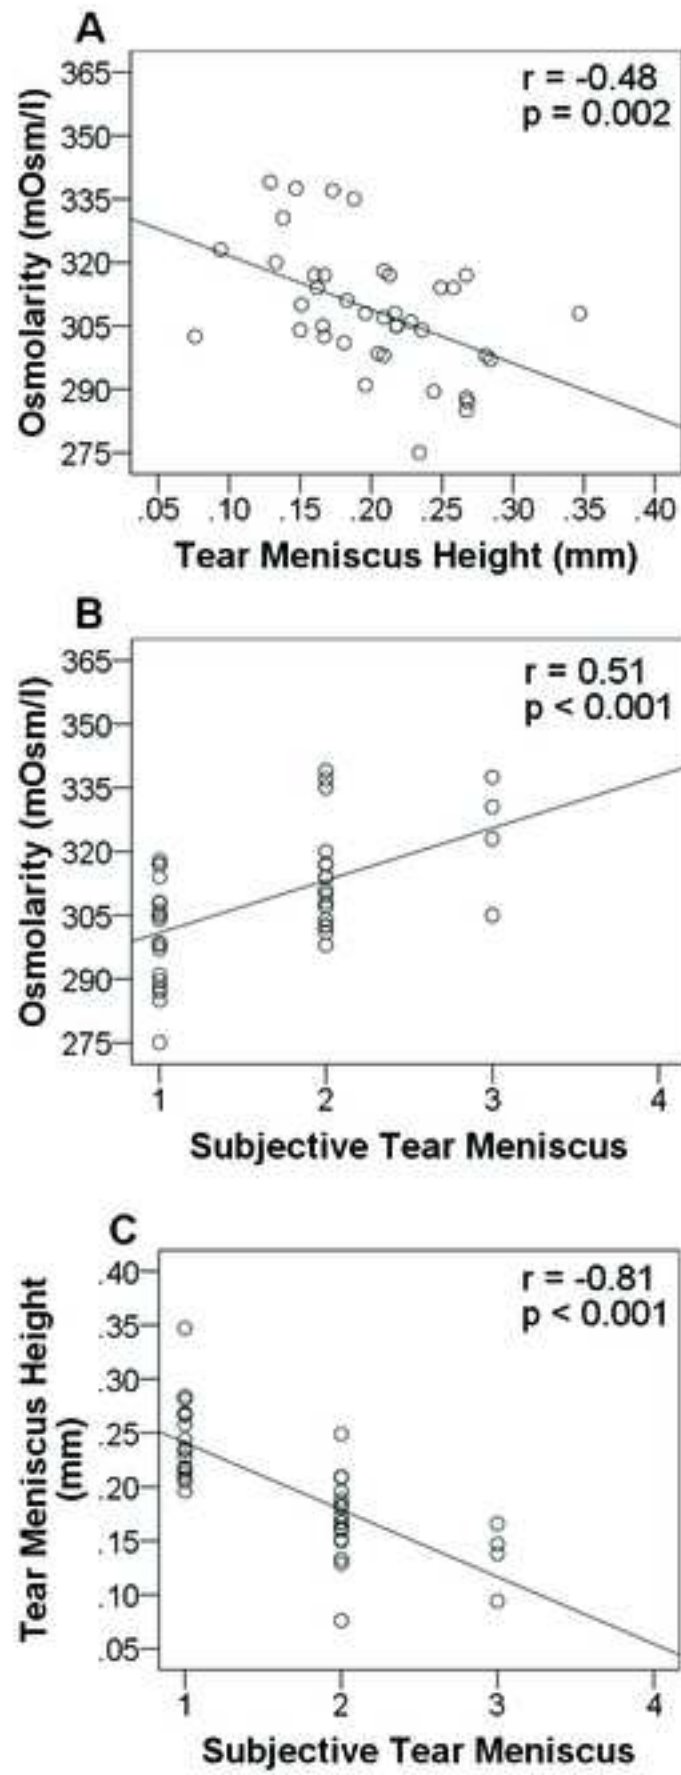 A
r = -0.48
p = 0.002
Osmolarity (mOsm/l)
365
350
335
320
305
290
275
.05 .10 .15 .20 .25 .30 .35 .40
Tear Meniscus Height (mm)
B
r = 0.51
p < 0.001
Osmolarity (mOsm/l)
365
350
335
320
305
290
275
1 2 3 4
Subjective Tear Meniscus
C
r = -0.81
p < 0.001
Tear Meniscus Height
(mm)
.40
.35
.30
.25
.20
.15
.10
.05
1 2 3 4
Subjective Tear Meniscus